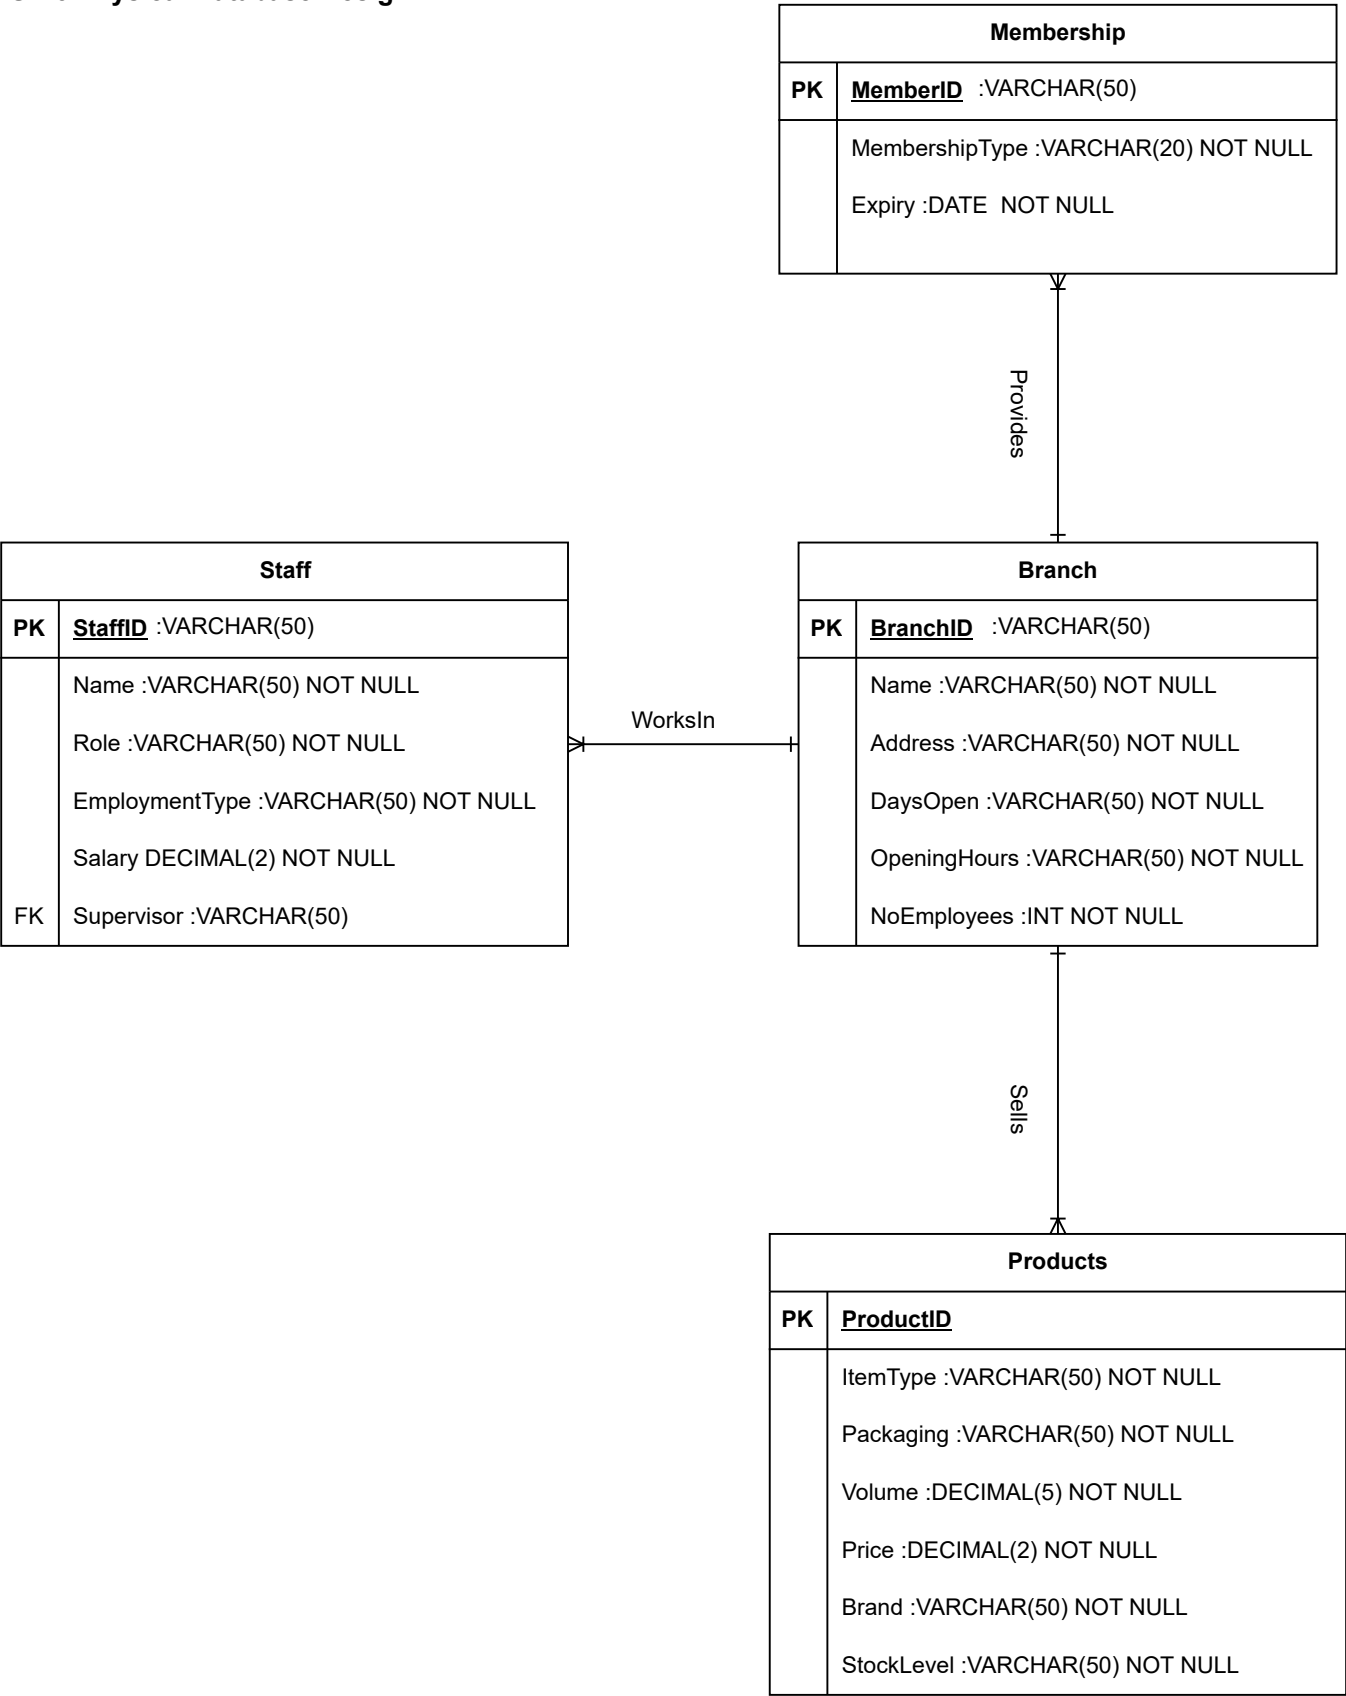 Membership
PK MemberID :VARCHAR(50)
MembershipType :VARCHAR(20) NOT NULL
Expiry :DATE NOT NULL
Provides
Staff
PK StaffID :VARCHAR(50)
Name :VARCHAR(50) NOT NULL
Role :VARCHAR(50) NOT NULL
EmploymentType :VARCHAR(50) NOT NULL
Salary DECIMAL(2) NOT NULL
FK Supervisor :VARCHAR(50)
WorksIn
Branch
PK BranchID :VARCHAR(50)
Name :VARCHAR(50) NOT NULL
Address :VARCHAR(50) NOT NULL
DaysOpen :VARCHAR(50) NOT NULL
OpeningHours :VARCHAR(50) NOT NULL
NoEmployees :INT NOT NULL
Sells
Products
PK ProductID
ItemType :VARCHAR(50) NOT NULL
Packaging :VARCHAR(50) NOT NULL
Volume :DECIMAL(5) NOT NULL
Price :DECIMAL(2) NOT NULL
Brand :VARCHAR(50) NOT NULL
StockLevel :VARCHAR(50) NOT NULL